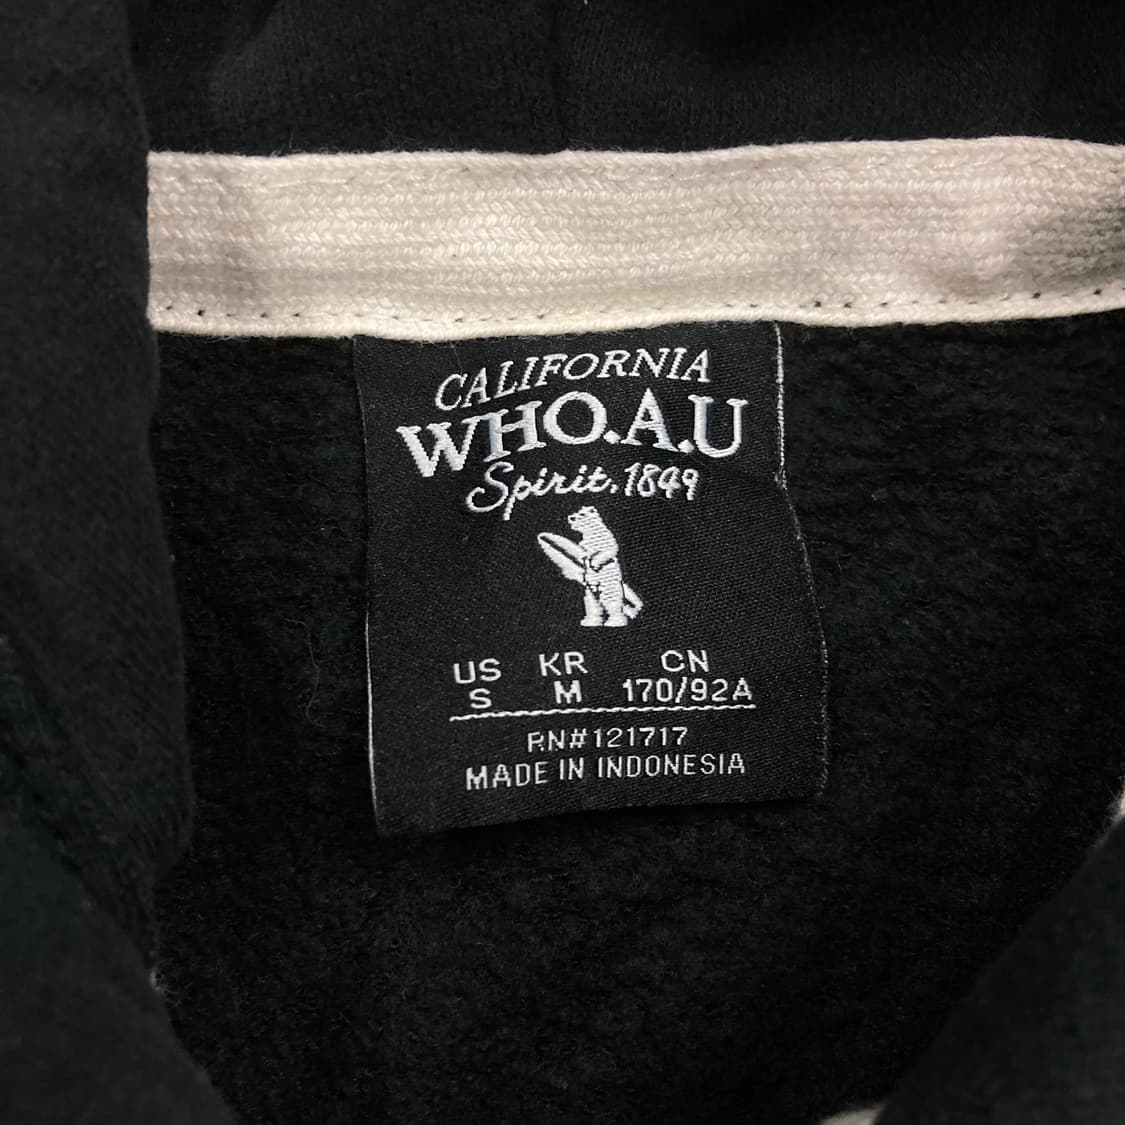 CALIFORNIA
WHO.A.U
Spirit.1849
US KR CN
S M 170/92A
RN#121717
MADE IN INDONESIA